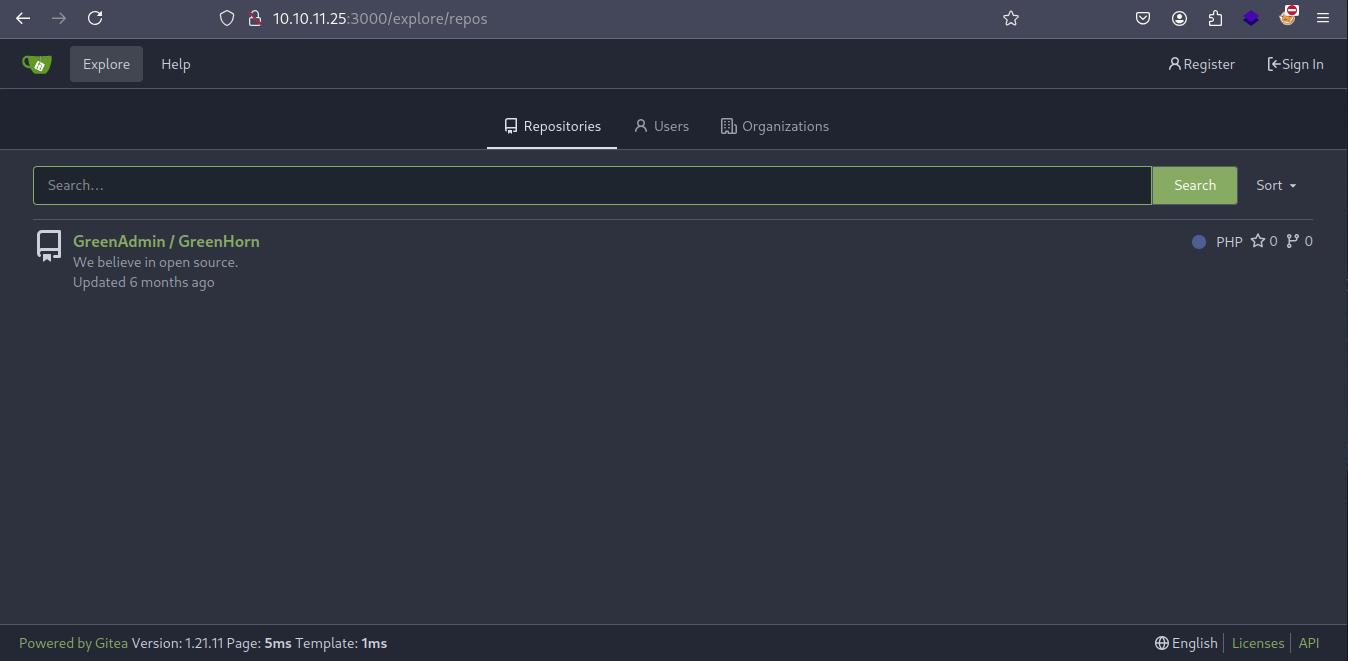 10.10.11.25:3000/explore/repos
Explore Help Register Sign In
Repositories Users Organizations
Search... Search Sort
GreenAdmin / GreenHorn PHP 0 0
We believe in open source.
Updated 6 months ago
Powered by Gitea Version: 1.21.11 Page: 5ms Template: 1ms English Licenses API